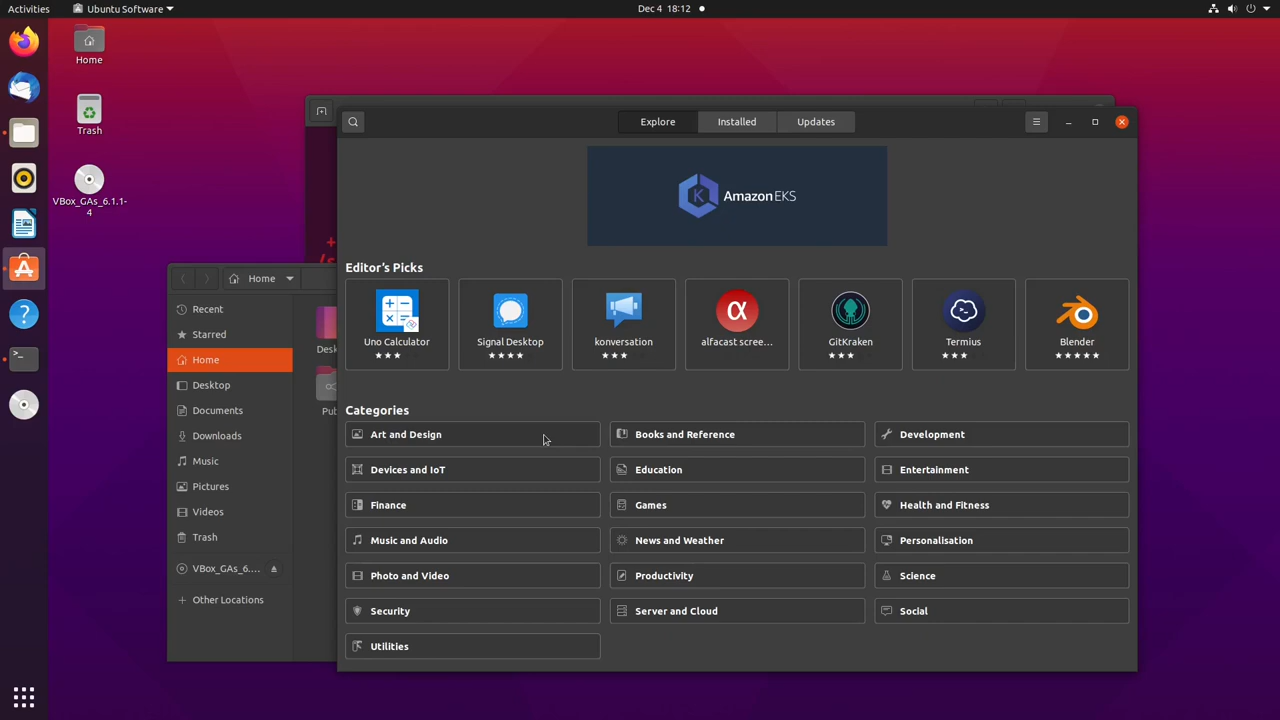 Activities
Ubuntu Software
Dec 4 18:12
Home
Trash
VBox_GAs_6.1.1-
4
Explore
Installed
Updates
Amazon EKS
Editor's Picks
Uno Calculator
Signal Desktop
konversation
alfacast scree...
GitKraken
Termius
Blender
Categories
Art and Design
Books and Reference
Development
Devices and IoT
Education
Entertainment
Finance
Games
Health and Fitness
Music and Audio
News and Weather
Personalisation
Photo and Video
Productivity
Science
Security
Server and Cloud
Social
Utilities
Home
Recent
Starred
Home
Desktop
Documents
Downloads
Music
Pictures
Videos
Trash
VBox_GAs_6....
Other Locations
Desk
Pub